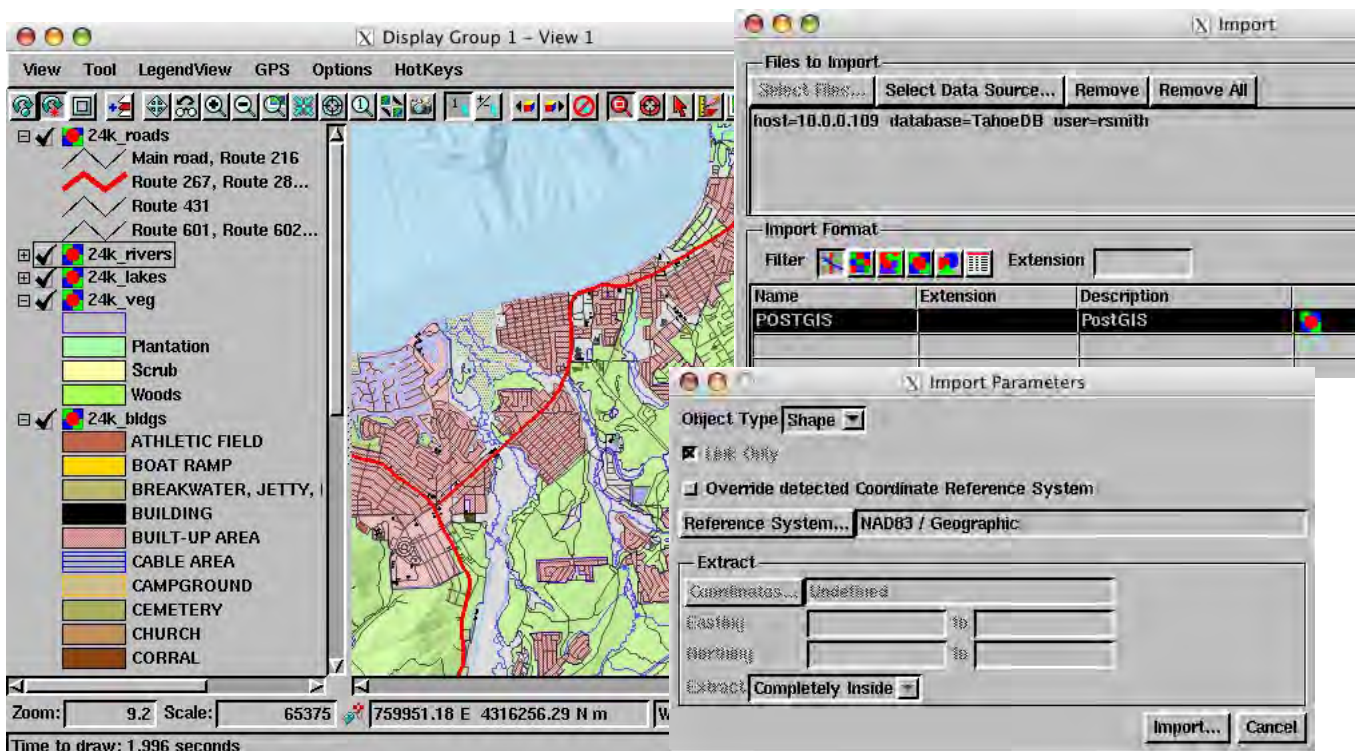 Display Group 1 – View 1
View Tool LegendView GPS Options HotKeys
24k_roads
Main road, Route 216
Route 267, Route 28...
Route 431
Route 601, Route 602...
24k_rivers
24k_lakes
24k_veg
Plantation
Scrub
Woods
24k_bldgs
ATHLETIC FIELD
BOAT RAMP
BREAKWATER, JETTY,
BUILDING
BUILT-UP AREA
CABLE AREA
CAMPGROUND
CEMETERY
CHURCH
CORRAL
Zoom: 9.2 Scale: 65375 759951.18 E 4316256.29 N m
Time to draw: 1.996 seconds
Import
Files to Import
Select Files... Select Data Source... Remove Remove All
host=10.0.0.109 database=TahoeDB user=rsmith
Import Format
Filter Extension
Name Extension Description
POSTGIS PostGIS
Import Parameters
Object Type Shape
Link Only
Override detected Coordinate Reference System
Reference System... NAD83 / Geographic
Extract
Coordinates... Undefined
Easting to
Northing to
Extract Completely Inside
Import... Cancel